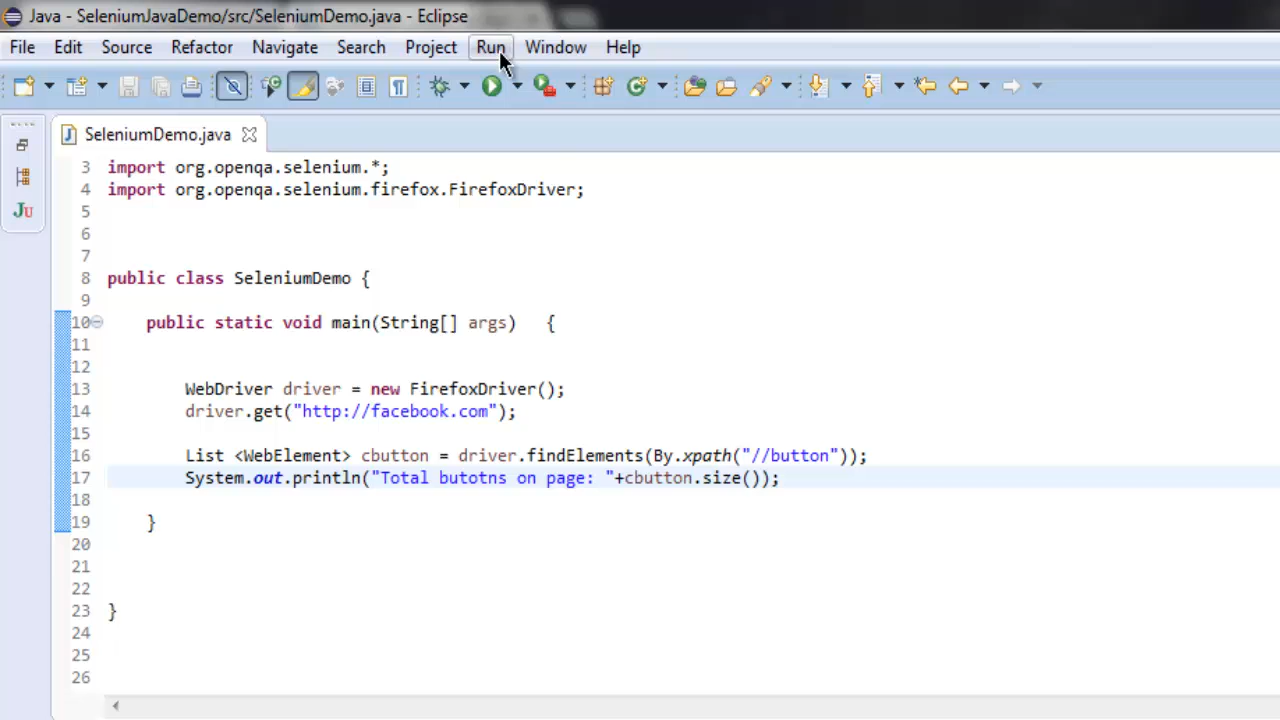 Java - SeleniumJavaDemo/src/SeleniumDemo.java - Eclipse
File Edit Source Refactor Navigate Search Project Run Window Help
SeleniumDemo.java
Ju
3 import org.openqa.selenium.*;
4 import org.openqa.selenium.firefox.FirefoxDriver;
5
6
7
8 public class SeleniumDemo {
9
10 public static void main(String[] args) {
11
12
13 WebDriver driver = new FirefoxDriver();
14 driver.get("http://facebook.com");
15
16 List <WebElement> cbutton = driver.findElements(By.xpath("//button"));
17 System.out.println("Total butotns on page: "+cbutton.size());
18
19 }
20
21
22
23 }
24
25
26